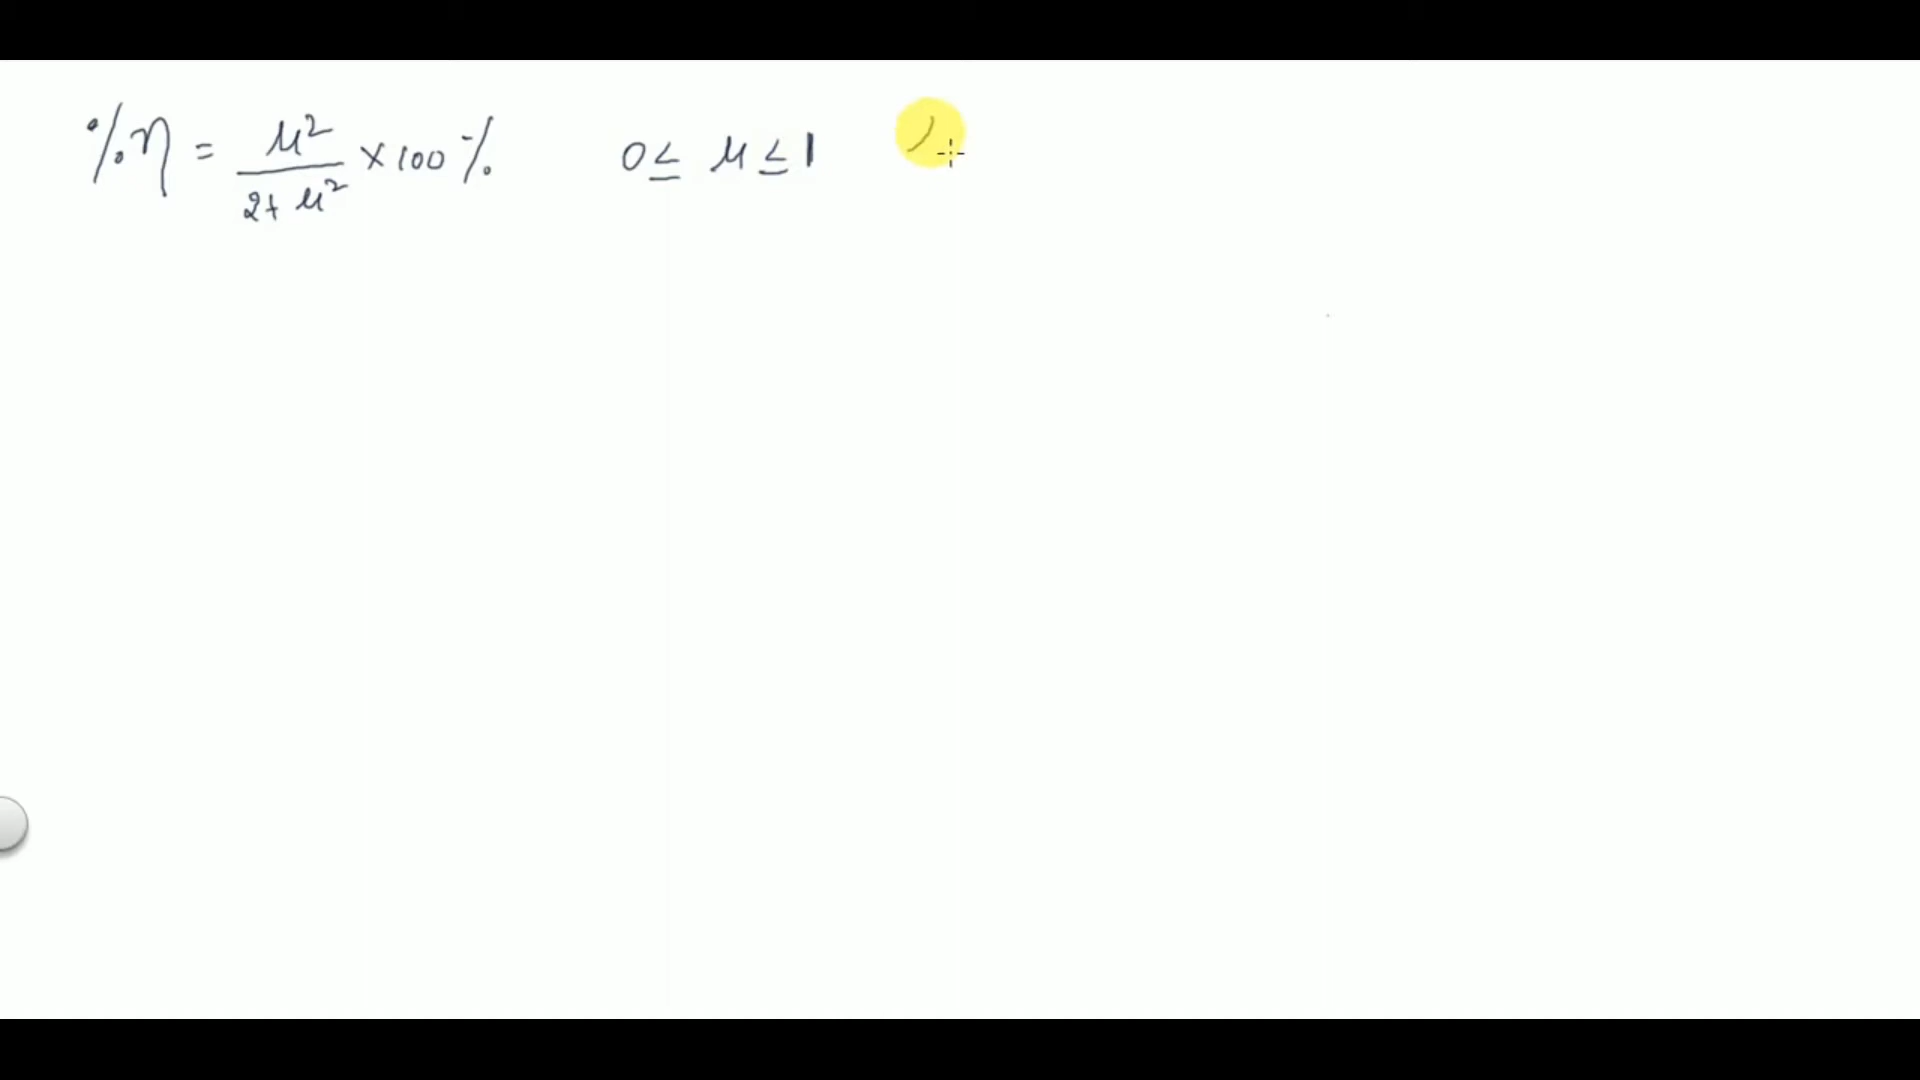 %η = μ²/(2+μ²) ×100%   0≤ μ ≤1